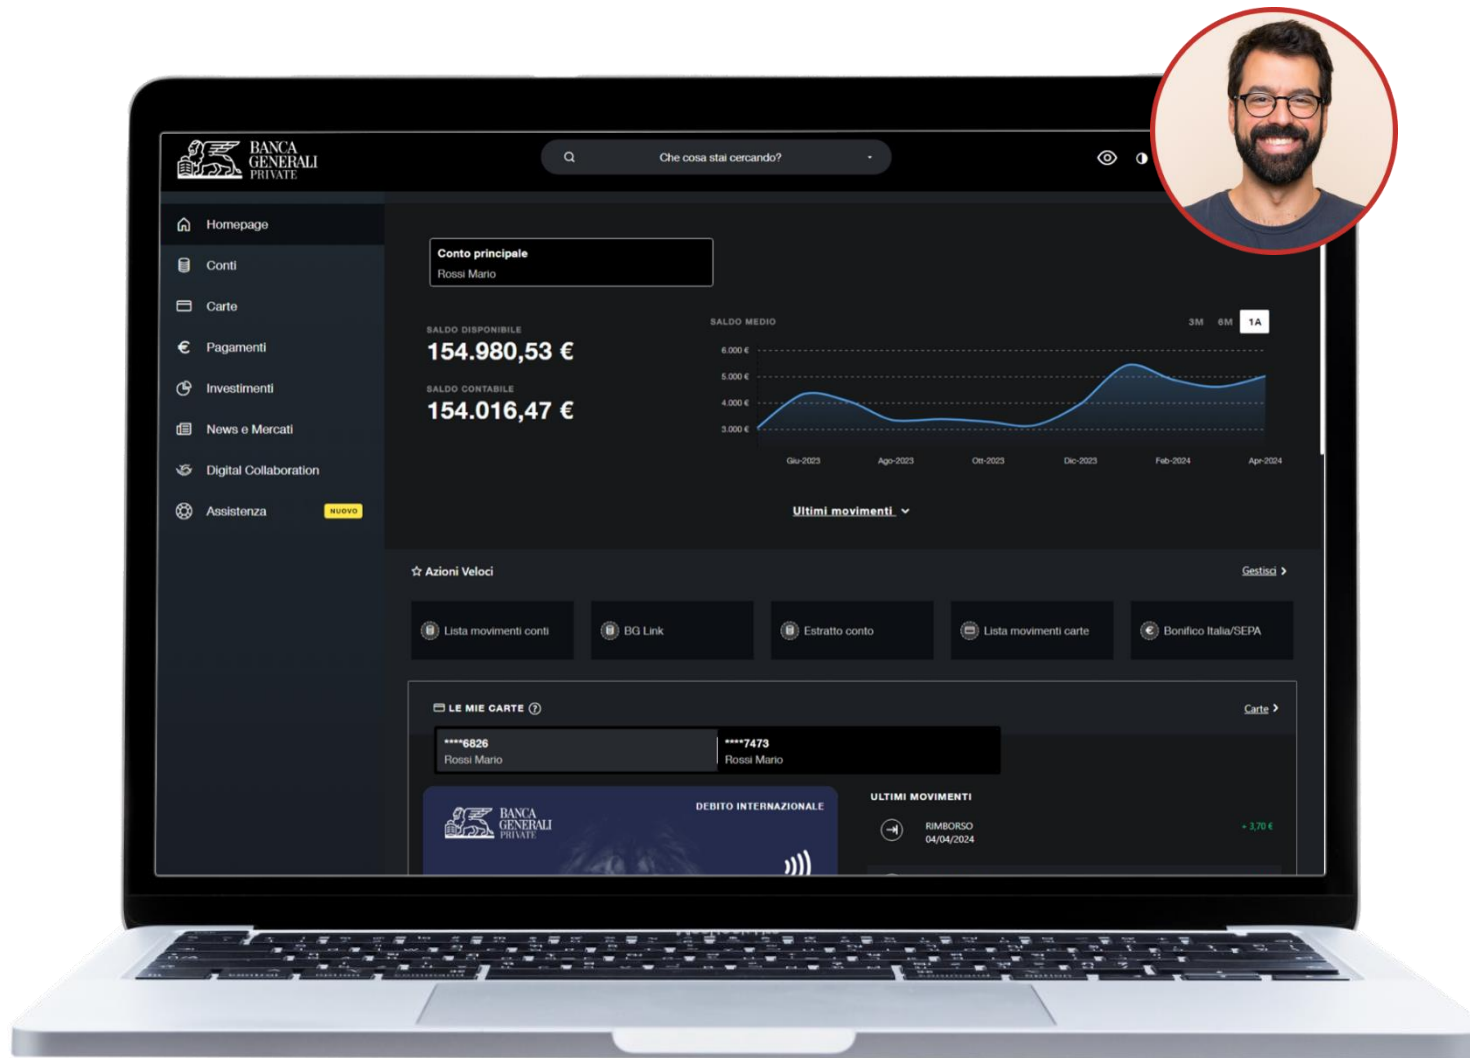 BANCA
GENERALI
PRIVATE
Che cosa stai cercando?
Homepage
Conti
Carte
Pagamenti
Investimenti
News e Mercati
Digital Collaboration
Assistenza
NUOVO
Conto principale
Rossi Mario
SALDO DISPONIBILE
154.980,53 €
SALDO CONTABILE
154.016,47 €
SALDO MEDIO
3M 6M 1A
6.000 €
5.000 €
4.000 €
3.000 €
Giu-2023 Ago-2023 Ott-2023 Dic-2023 Feb-2024 Apr-2024
Ultimi movimenti
Azioni Veloci
Gestisci
Lista movimenti conti
BG Link
Estratto conto
Lista movimenti carte
Bonifico Italia/SEPA
LE MIE CARTE
Carte
****6826
Rossi Mario
****7473
Rossi Mario
BANCA
GENERALI
PRIVATE
DEBITO INTERNAZIONALE
ULTIMI MOVIMENTI
RIMBORSO
04/04/2024
+ 3,70 €